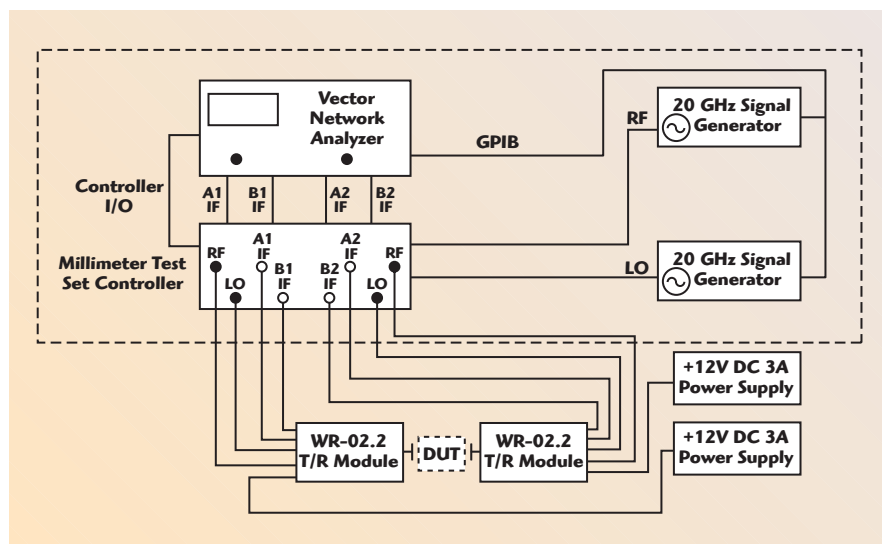 Vector
Network
Analyzer
20 GHz Signal
Generator
RF
GPIB
Controller
I/O
A1
IF
B1
IF
A2
IF
B2
IF
Millimeter Test
Set Controller
RF
LO
A1
IF
B1
IF
B2
IF
A2
IF
LO
RF
LO
20 GHz Signal
Generator
+12V DC 3A
Power Supply
WR-02.2
T/R Module
DUT
WR-02.2
T/R Module
+12V DC 3A
Power Supply